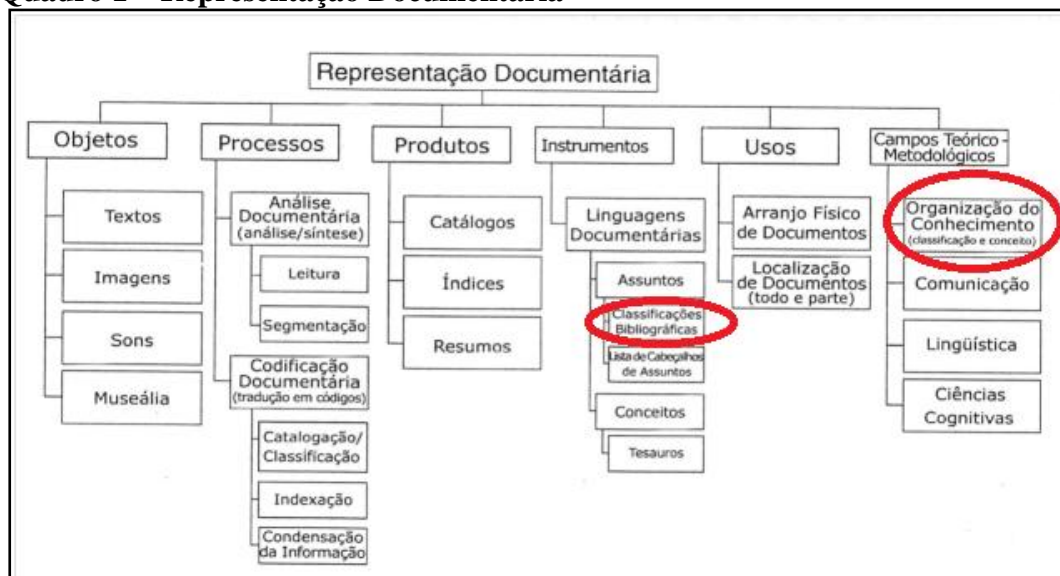 Quadro – Representação Documentária
Representação Documentária
Objetos
Textos
Imagens
Sons
Museália
Processos
Análise
Documentária
(análise/síntese)
Leitura
Segmentação
Codificação
Documentária
(tradução em códigos)
Catalogação/
Classificação
Indexação
Condensação
da Informação
Produtos
Catálogos
Índices
Resumos
Instrumentos
Linguagens
Documentárias
Assuntos
Classificações
Bibliográficas
Lista de Cabeçalhos
de Assuntos
Conceitos
Tesauros
Usos
Arranjo Físico
de Documentos
Localização
de Documentos
(todo e parte)
Campos Teórico -
Metodológicos
Organização do
Conhecimento
(classificação e conceito)
Comunicação
Lingüística
Ciências
Cognitivas